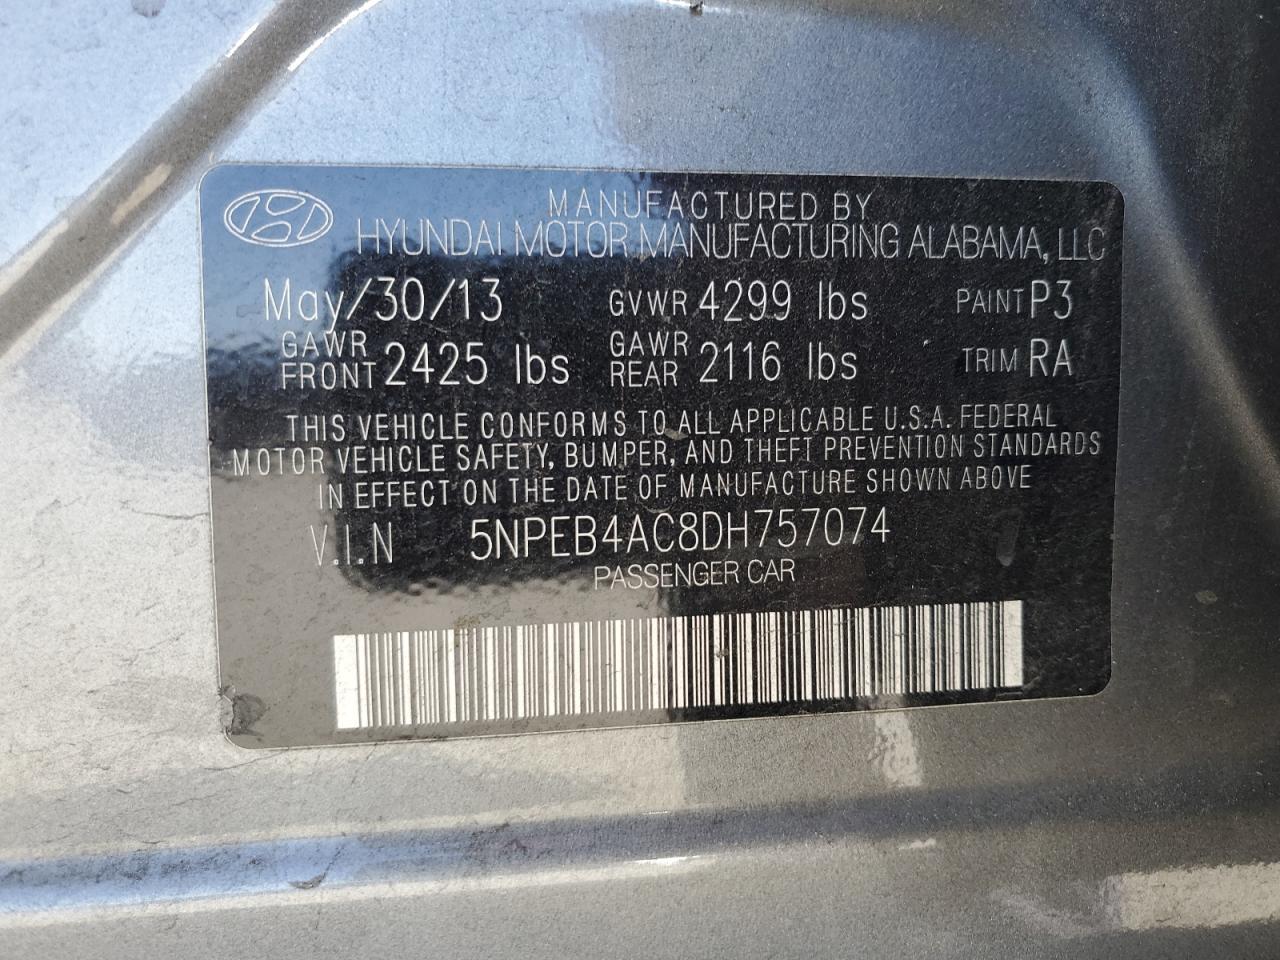 MANUFACTURED BY
HYUNDAI MOTOR MANUFACTURING ALABAMA, LLC
May/30/13 GVWR 4299 lbs PAINT P3
GAWR FRONT 2425 lbs GAWR REAR 2116 lbs TRIM RA
THIS VEHICLE CONFORMS TO ALL APPLICABLE U.S.A. FEDERAL
MOTOR VEHICLE SAFETY, BUMPER, AND THEFT PREVENTION STANDARDS
IN EFFECT ON THE DATE OF MANUFACTURE SHOWN ABOVE
V.I.N 5NPEB4AC8DH757074
PASSENGER CAR